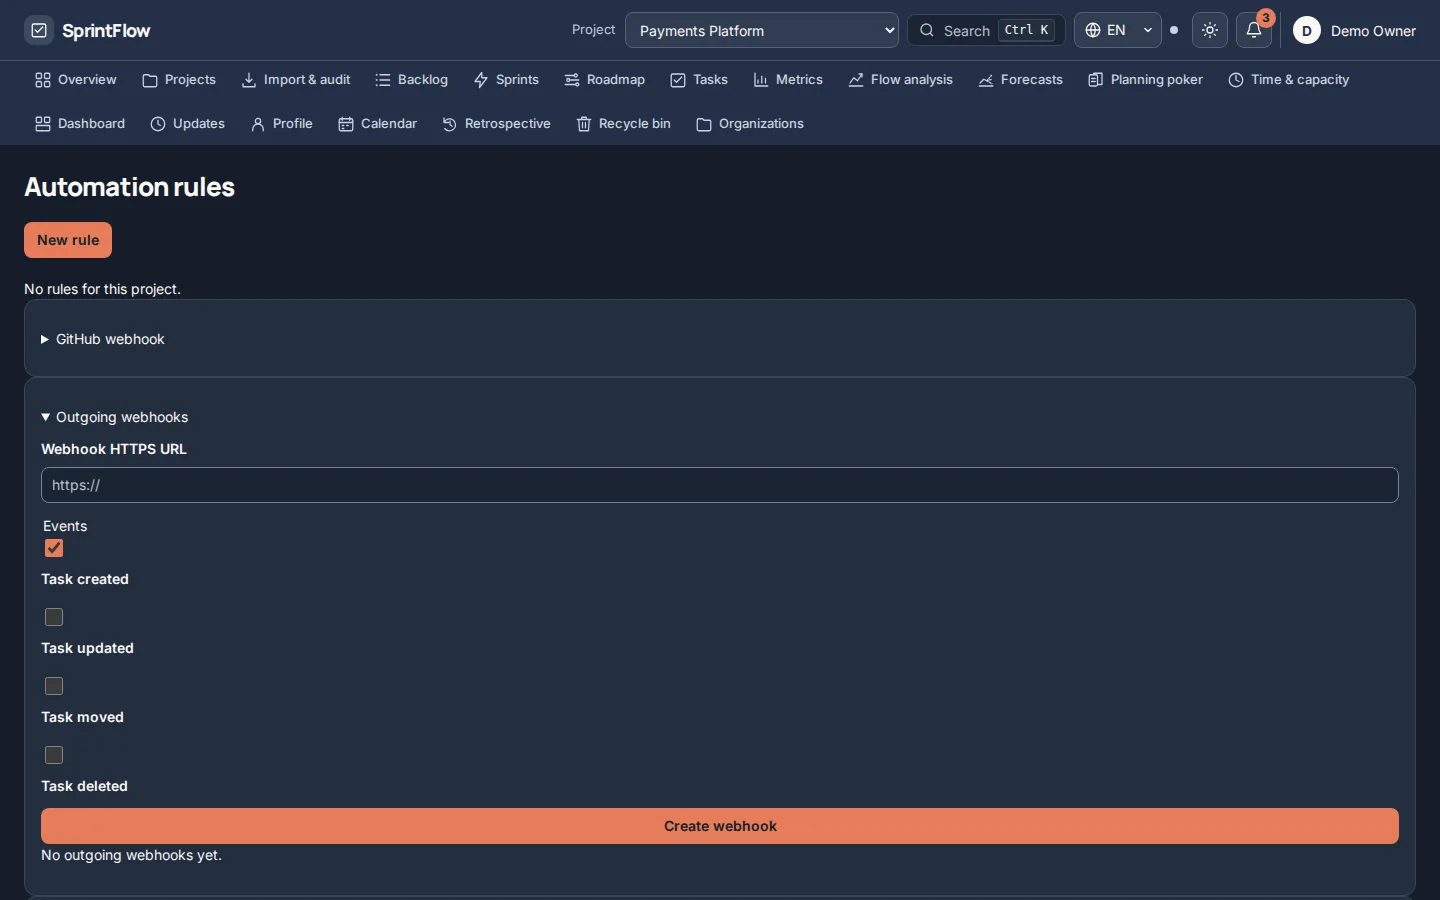 SprintFlow
Project
Payments Platform
Search Ctrl K
EN
3
D
Demo Owner
Overview
Projects
Import & audit
Backlog
Sprints
Roadmap
Tasks
Metrics
Flow analysis
Forecasts
Planning poker
Time & capacity
Dashboard
Updates
Profile
Calendar
Retrospective
Recycle bin
Organizations
Automation rules
New rule
No rules for this project.
GitHub webhook
Outgoing webhooks
Webhook HTTPS URL
https://
Events
Task created
Task updated
Task moved
Task deleted
Create webhook
No outgoing webhooks yet.